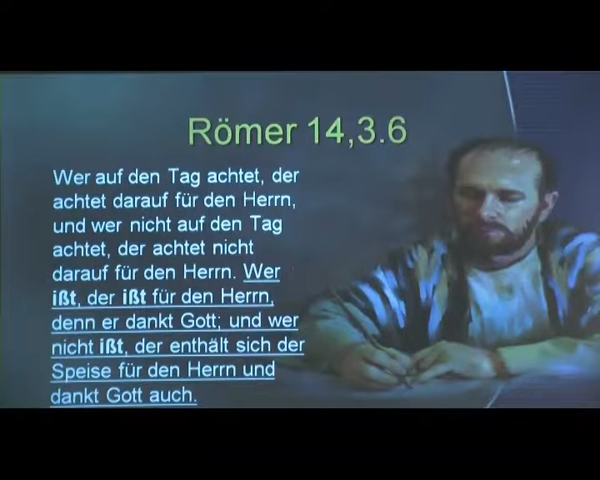 Römer 14,3.6
Wer auf den Tag achtet, der
achtet darauf für den Herrn,
und wer nicht auf den Tag
achtet, der achtet nicht
darauf für den Herrn. Wer
ißt, der ißt für den Herrn,
denn er dankt Gott; und wer
nicht ißt, der enthält sich der
Speise für den Herrn und
dankt Gott auch.